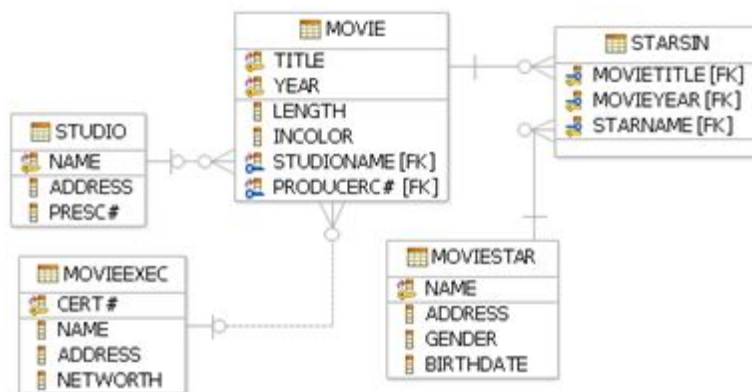 MOVIE
TITLE
YEAR
LENGTH
INCOLOR
STUDIONAME [FK]
PRODUCERC# [FK]
STARSIN
MOVIETITLE [FK]
MOVIEYEAR [FK]
STARNAME [FK]
STUDIO
NAME
ADDRESS
PRESC#
MOVIEEXEC
CERT#
NAME
ADDRESS
NETWORTH
MOVIESTAR
NAME
ADDRESS
GENDER
BIRTHDATE